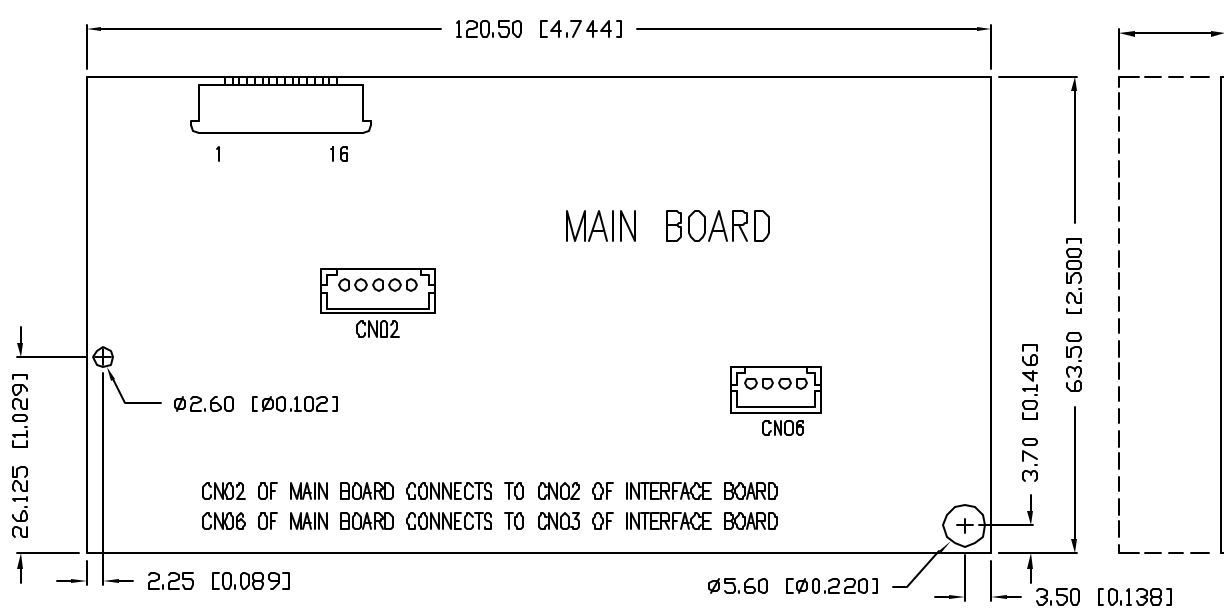 120.50 [4.744]
1 16
MAIN BOARD
63.50 [2.500]
CN02
26.125 [1.029]
Ø2.60 [Ø0.102]
3.70 [0.146]
CN06
CN02 OF MAIN BOARD CONNECTS TO CN02 OF INTERFACE BOARD
CN06 OF MAIN BOARD CONNECTS TO CN03 OF INTERFACE BOARD
2.25 [0.089]
Ø5.60 [Ø0.220]
3.50 [0.138]